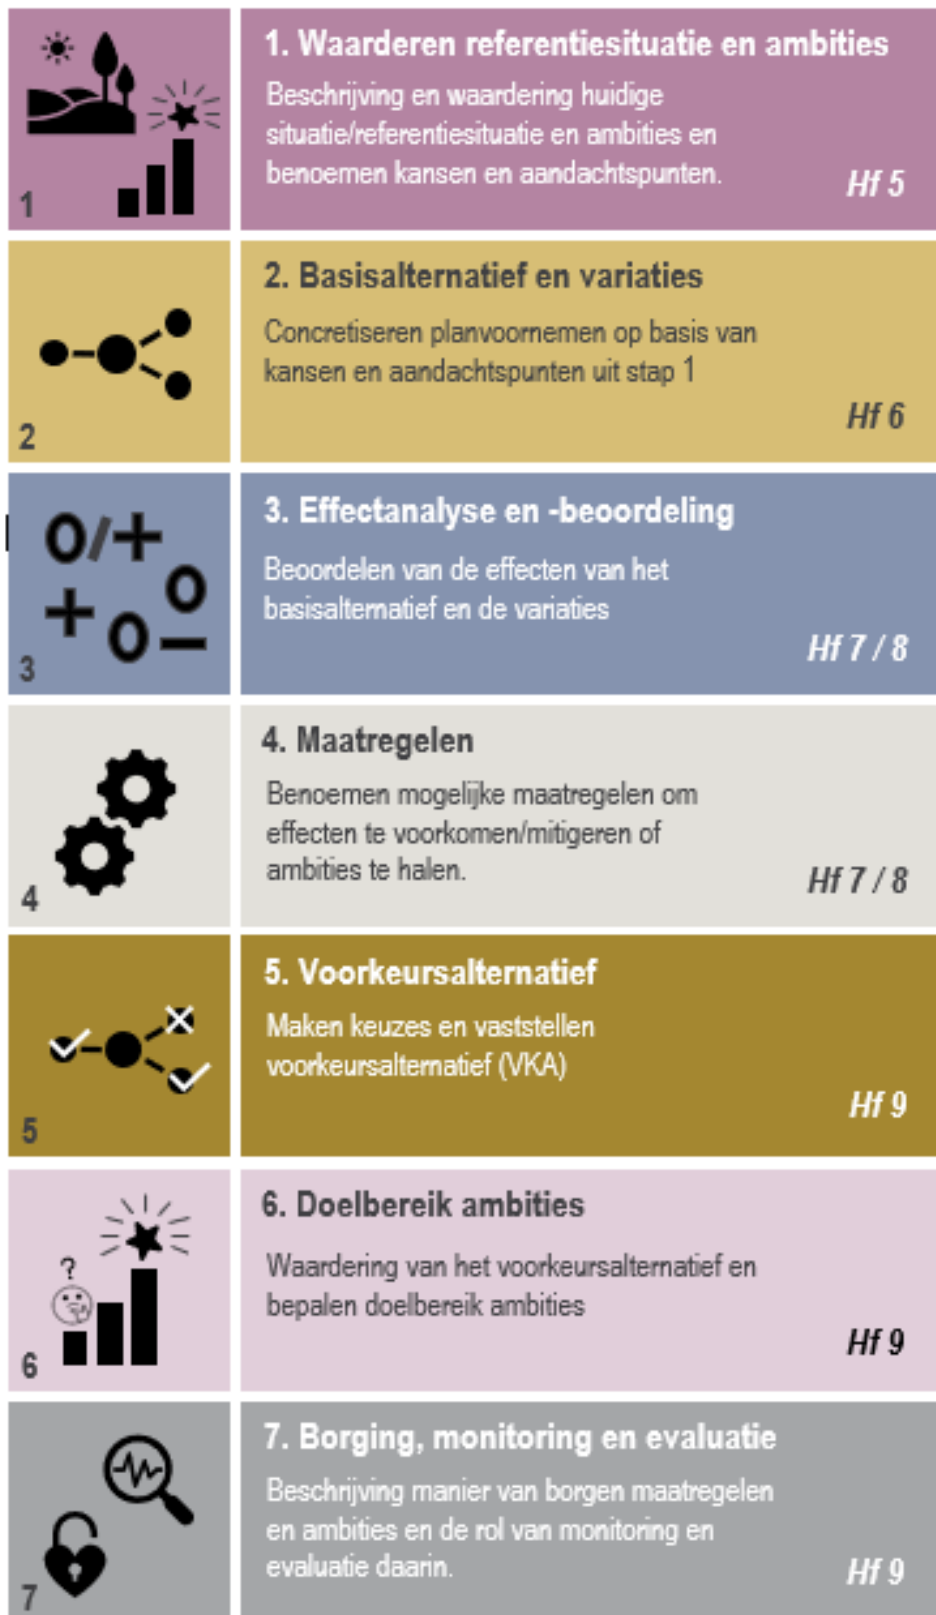 1. Waarderen referentiesituatie en ambities
Beschrijving en waardering huidige
situatie/referentiesituatie en ambities en
benoemen kansen en aandachtspunten.
Hf 5
1
2. Basisalternatief en variaties
Concretiseren planvoornemen op basis van
kansen en aandachtspunten uit stap 1
Hf 6
2
0/+
+
0
0
–
3. Effectanalyse en -beoordeling
Beoordelen van de effecten van het
basisalternatief en de variaties
Hf 7 / 8
3
4. Maatregelen
Benoemen mogelijke maatregelen om
effecten te voorkomen/mitigeren of
ambities te halen.
Hf 7 / 8
4
5. Voorkeursalternatief
Maken keuzes en vaststellen
voorkeursalternatief (VKA)
Hf 9
5
?
6. Doelbereik ambities
Waardering van het voorkeursalternatief en
bepalen doelbereik ambities
Hf 9
6
7. Borging, monitoring en evaluatie
Beschrijving manier van borgen maatregelen
en ambities en de rol van monitoring en
evaluatie daarin.
Hf 9
7